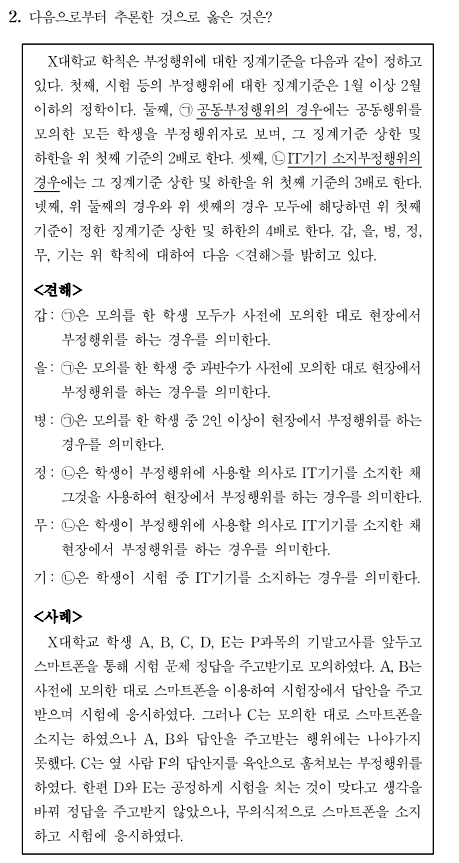 2. 다음으로부터 추론한 것으로 옳은 것은?
X대학교 학칙은 부정행위에 대한 징계기준을 다음과 같이 정하고
있다. 첫째, 시험 등의 부정행위에 대한 징계기준은 1월 이상 2월
이하의 정학이다. 둘째, ㉠ 공동부정행위의 경우에는 공동행위를
모의한 모든 학생을 부정행위자로 보며, 그 징계기준 상한 및
하한을 위 첫째 기준의 2배로 한다. 셋째, ㉡ IT기기 소지부정행위의
경우에는 그 징계기준 상한 및 하한을 위 첫째 기준의 3배로 한다.
넷째, 위 둘째의 경우와 위 셋째의 경우 모두에 해당하면 위 첫째
기준이 정한 징계기준 상한 및 하한의 4배로 한다. 갑, 을, 병, 정,
무, 기는 위 학칙에 대하여 다음 <견해>를 밝히고 있다.
<견해>
갑 : ㉠은 모의를 한 학생 모두가 사전에 모의한 대로 현장에서
부정행위를 하는 경우를 의미한다.
을 : ㉠은 모의를 한 학생 중 과반수가 사전에 모의한 대로 현장에서
부정행위를 하는 경우를 의미한다.
병 : ㉠은 모의를 한 학생 중 2인 이상이 현장에서 부정행위를 하는
경우를 의미한다.
정 : ㉡은 학생이 부정행위에 사용할 의사로 IT기기를 소지한 채
그것을 사용하여 현장에서 부정행위를 하는 경우를 의미한다.
무 : ㉡은 학생이 부정행위에 사용할 의사로 IT기기를 소지한 채
현장에서 부정행위를 하는 경우를 의미한다.
기 : ㉡은 학생이 시험 중 IT기기를 소지하는 경우를 의미한다.
<사례>
X대학교 학생 A, B, C, D, E는 P과목의 기말고사를 앞두고
스마트폰을 통해 시험 문제 정답을 주고받기로 모의하였다. A, B는
사전에 모의한 대로 스마트폰을 이용하여 시험장에서 답안을 주고
받으며 시험에 응시하였다. 그러나 C는 모의한 대로 스마트폰을
소지는 하였으나 A, B와 답안을 주고받는 행위에는 나아가지
못했다. C는 옆 사람 F의 답안지를 육안으로 훔쳐보는 부정행위를
하였다. 한편 D와 E는 공정하게 시험을 치는 것이 맞다고 생각을
바꿔 정답을 주고받지 않았으나, 무의식적으로 스마트폰을 소지
하고 시험에 응시하였다.